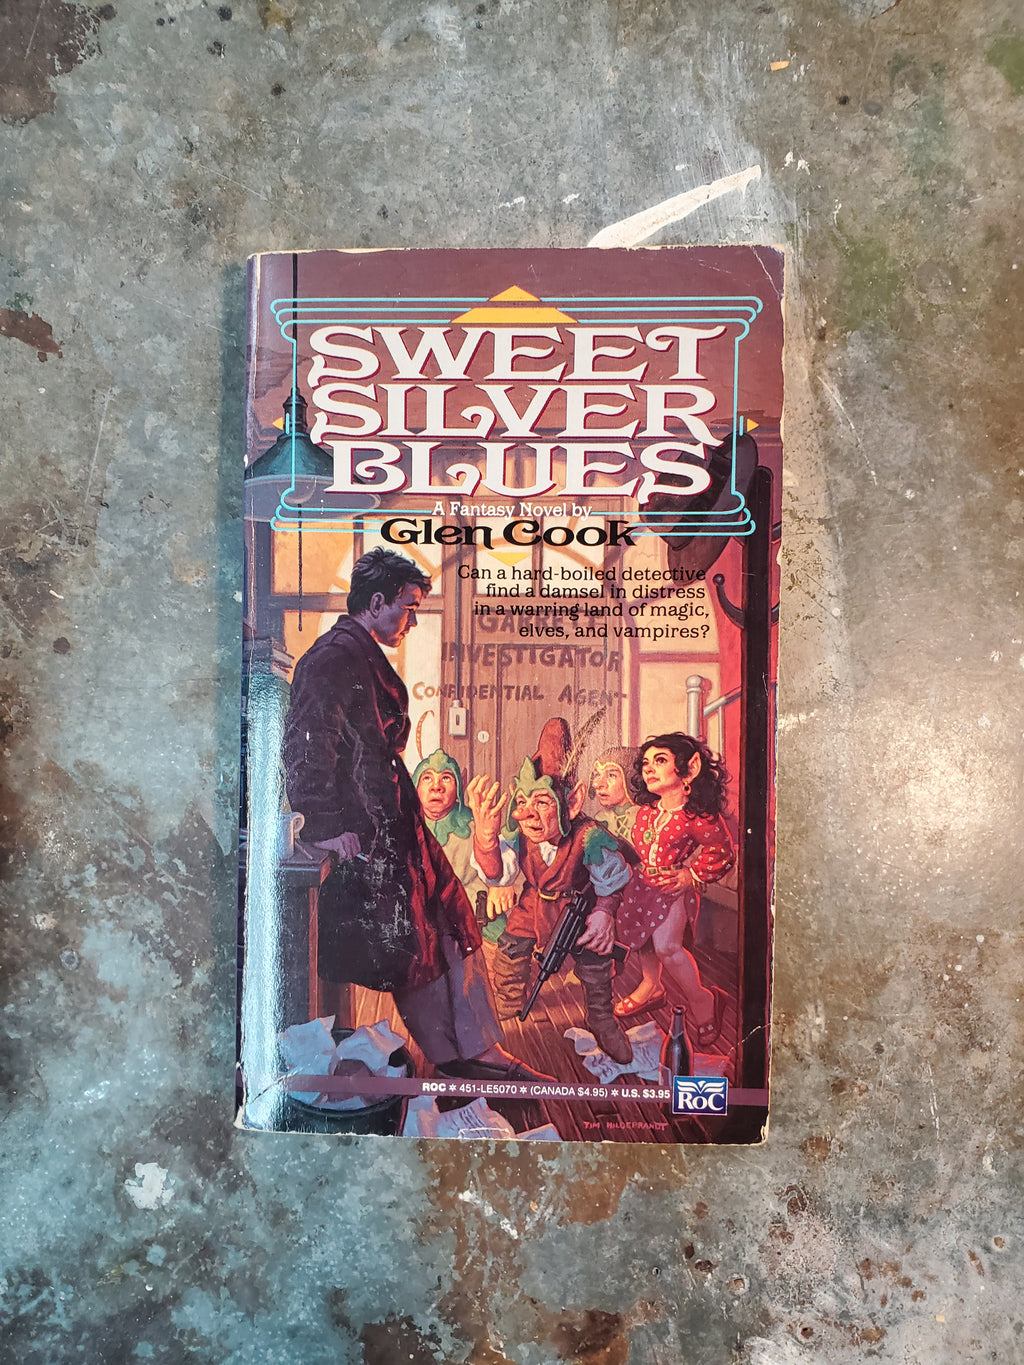 SWEET
SILVER
BLUES
A Fantasy Novel by
Glen Cook
Can a hard-boiled detective
find a damsel in distress
in a warring land of magic,
elves, and vampires?
GARRETT
INVESTIGATOR
CONFIDENTIAL AGENT
ROC * 451-LE5070 * (CANADA $4.95) * U.S. $3.95
ROC
TIM HILDEBRANDT